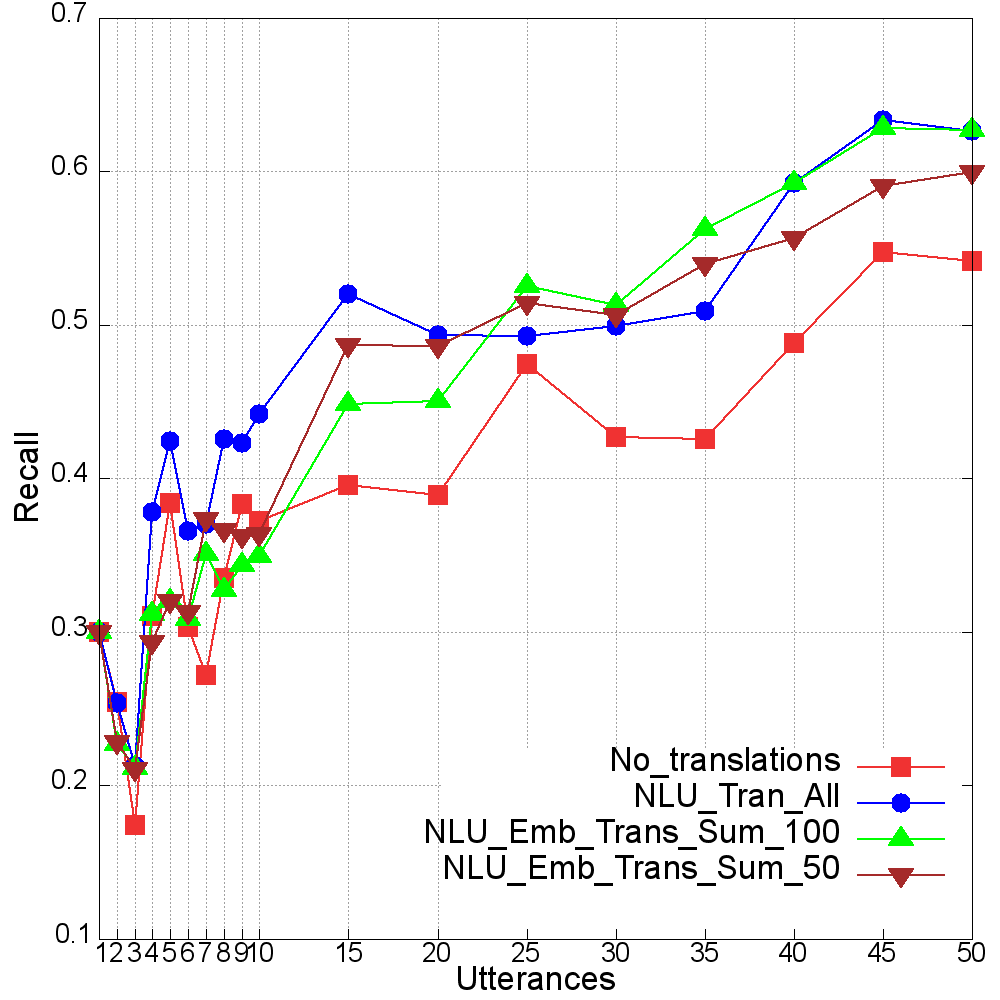 0.7
0.6
0.5
0.4
0.3
0.2
0.1
Recall
No_translations
NLU_Tran_All
NLU_Emb_Trans_Sum_100
NLU_Emb_Trans_Sum_50
1 2 3 4 5 6 7 8 9 10 15 20 25 30 35 40 45 50
Utterances